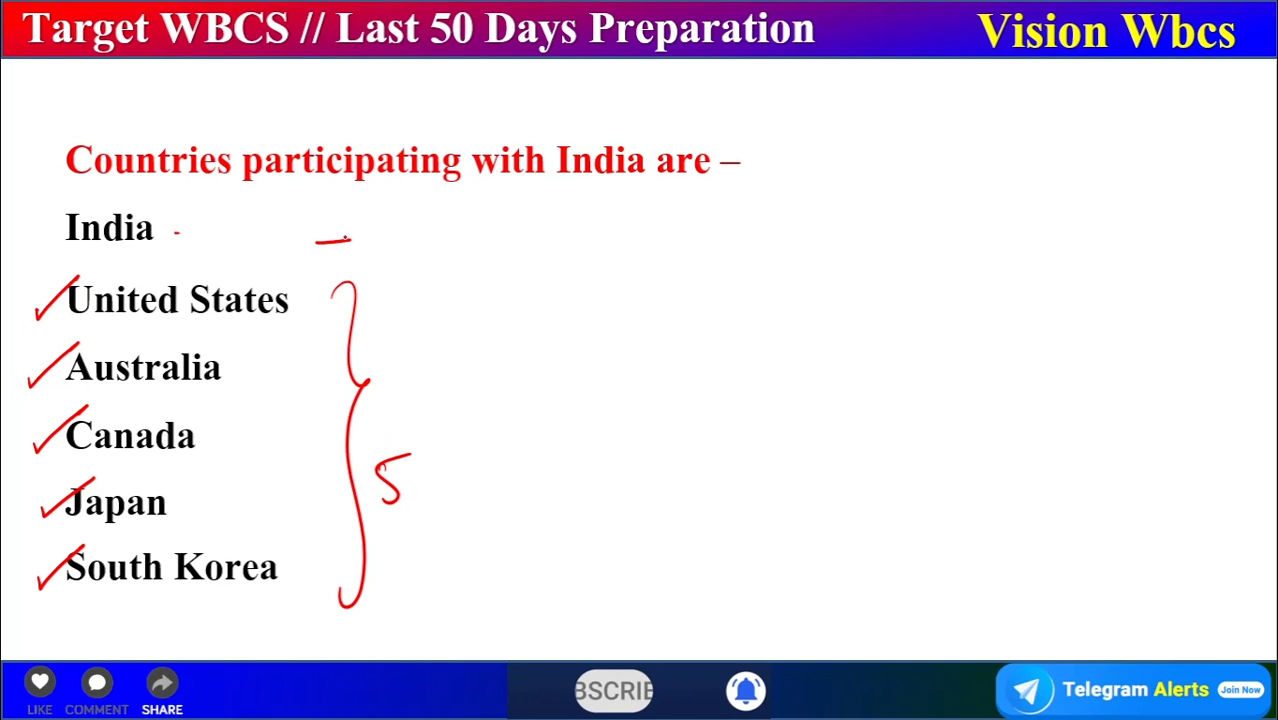 Target WBCS // Last 50 Days Preparation
Vision Wbcs
Countries participating with India are –
India
United States
Australia
Canada
Japan
South Korea
5
LIKE COMMENT SHARE
BSCRIB
Telegram Alerts Join Now